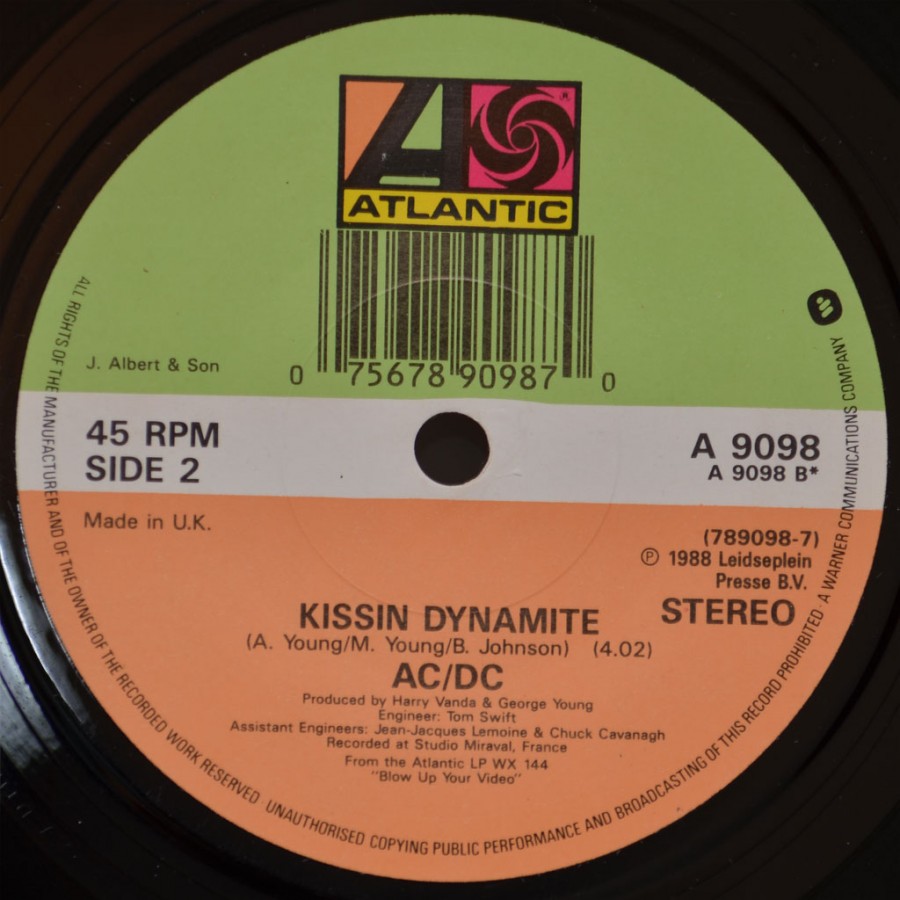 ATLANTIC
0 75678 90987 0
J. Albert & Son
45 RPM
SIDE 2
A 9098
A 9098 B*
Made in U.K.
(789098-7)
℗ 1988 Leidseplein
Presse B.V.
STEREO
KISSIN DYNAMITE
(A. Young/M. Young/B. Johnson) (4.02)
AC/DC
Produced by Harry Vanda & George Young
Engineer: Tom Swift
Assistant Engineers: Jean-Jacques Lemoine & Chuck Cavanagh
Recorded at Studio Miraval, France
From the Atlantic LP WX 144
"Blow Up Your Video"
ALL RIGHTS OF THE MANUFACTURER AND OF THE OWNER OF THE RECORDED WORK RESERVED · UNAUTHORISED COPYING PUBLIC PERFORMANCE AND BROADCASTING OF THIS RECORD PROHIBITED · A WARNER COMMUNICATIONS COMPANY